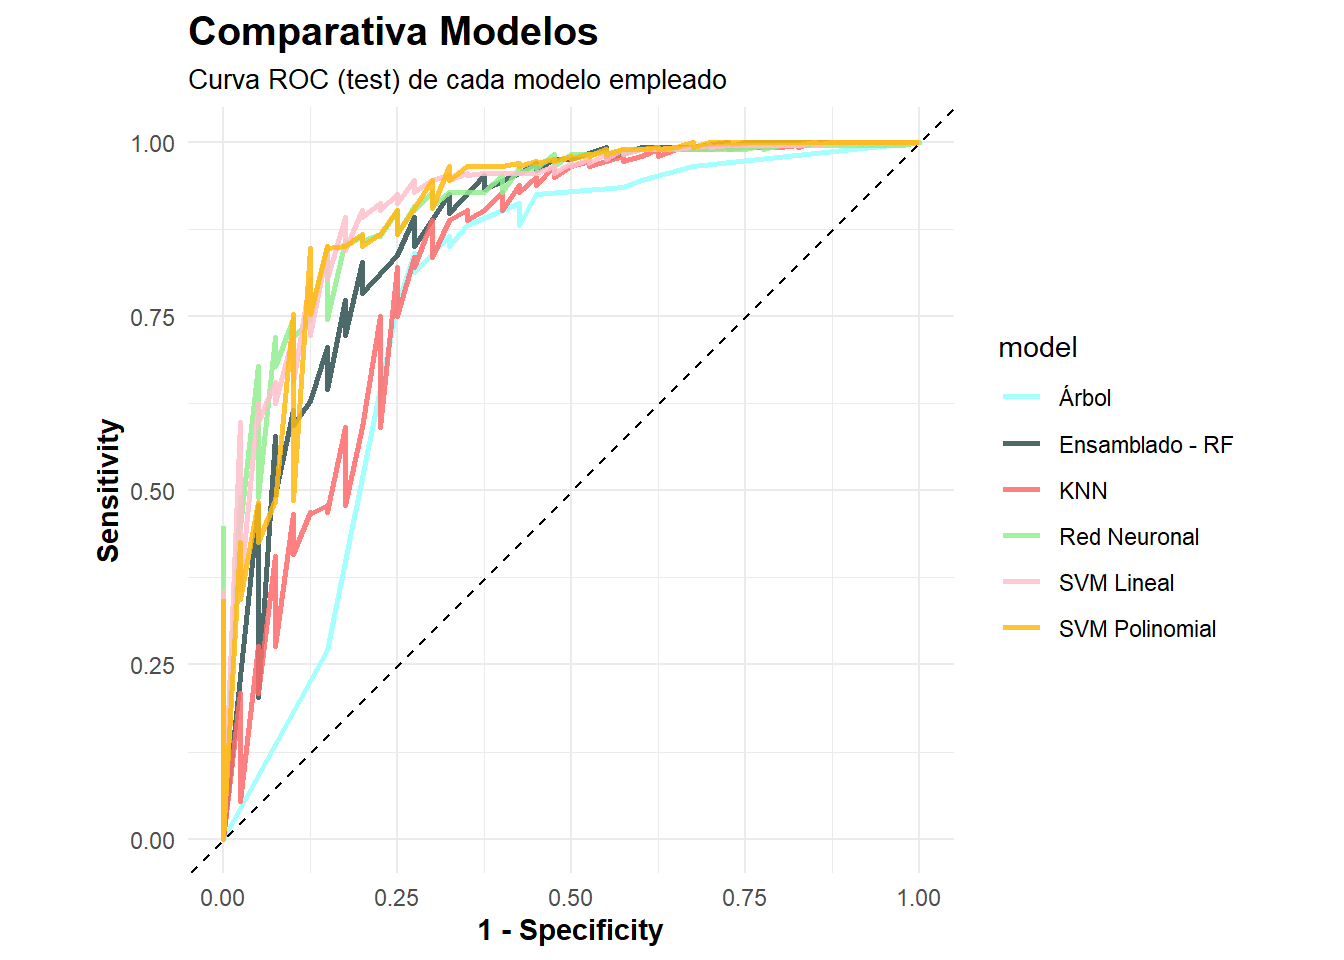 Comparativa Modelos
Curva ROC (test) de cada modelo empleado
1.00
0.75
0.50
0.25
0.00
Sensitivity
0.00 0.25 0.50 0.75 1.00
1 - Specificity
model
Árbol
Ensamblado - RF
KNN
Red Neuronal
SVM Lineal
SVM Polinomial